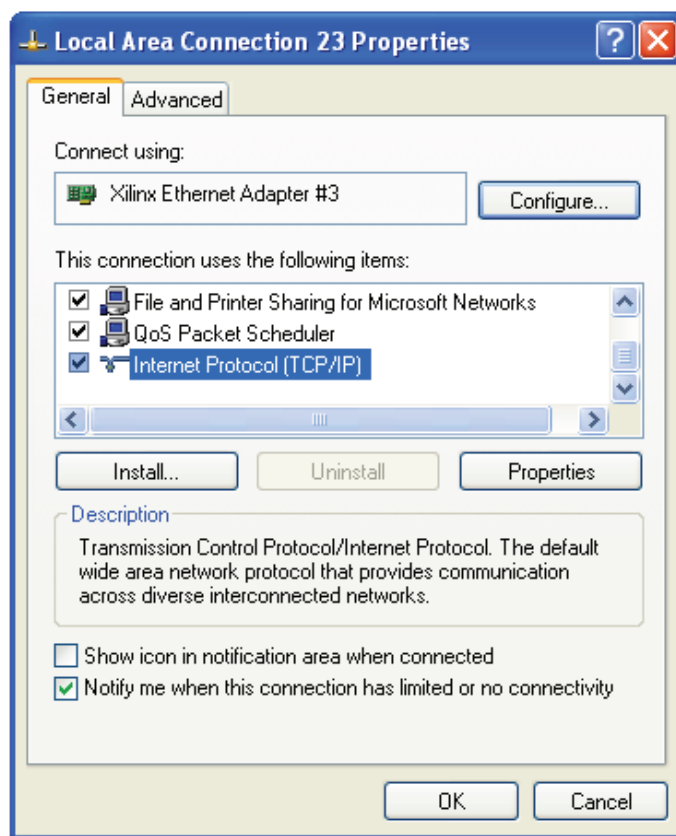 Local Area Connection 23 Properties
General
Advanced
Connect using:
Xilinx Ethernet Adapter #3
Configure...
This connection uses the following items:
File and Printer Sharing for Microsoft Networks
QoS Packet Scheduler
Internet Protocol (TCP/IP)
Install...
Uninstall
Properties
Description
Transmission Control Protocol/Internet Protocol. The default
wide area network protocol that provides communication
across diverse interconnected networks.
Show icon in notification area when connected
Notify me when this connection has limited or no connectivity
OK
Cancel